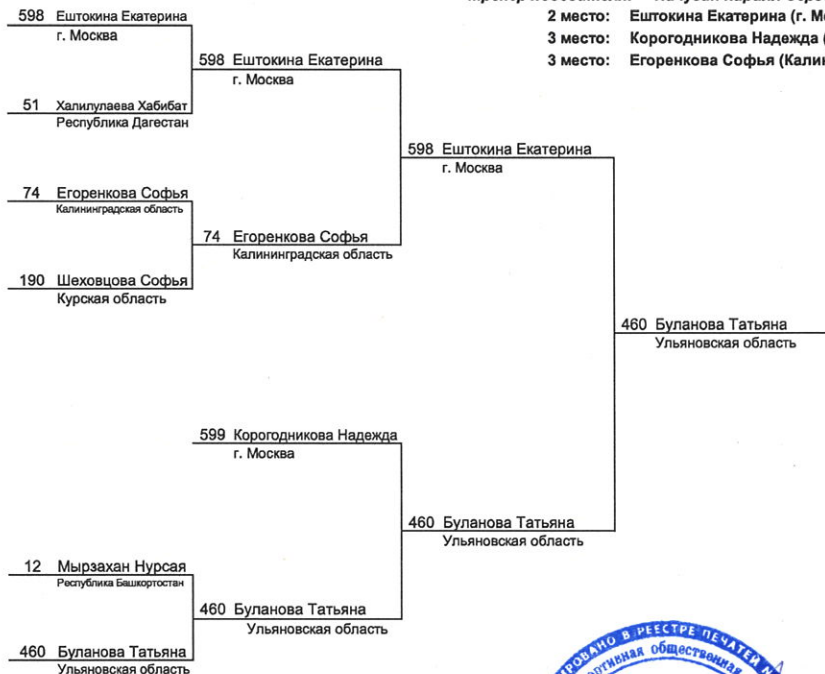 2 место: Ештокина Екатерина (г.
3 место: Корогодникова Надежда
3 место: Егоренкова Софья
598 Ештокина Екатерина
г. Москва
598 Ештокина Екатерина
г. Москва
51 Халилулаева Хабибат
Республика Дагестан
598 Ештокина Екатерина
г. Москва
74 Егоренкова Софья
Калининградская область
74 Егоренкова Софья
Калининградская область
190 Шеховцова Софья
Курская область
460 Буланова Татьяна
Ульяновская область
599 Корогодникова Надежда
г. Москва
460 Буланова Татьяна
Ульяновская область
12 Мырзахан Нурсая
Республика Башкортостан
460 Буланова Татьяна
Ульяновская область
460 Буланова Татьяна
Ульяновская область
В РЕЕСТРЕ ПЕЧАТЕЙ
общественная